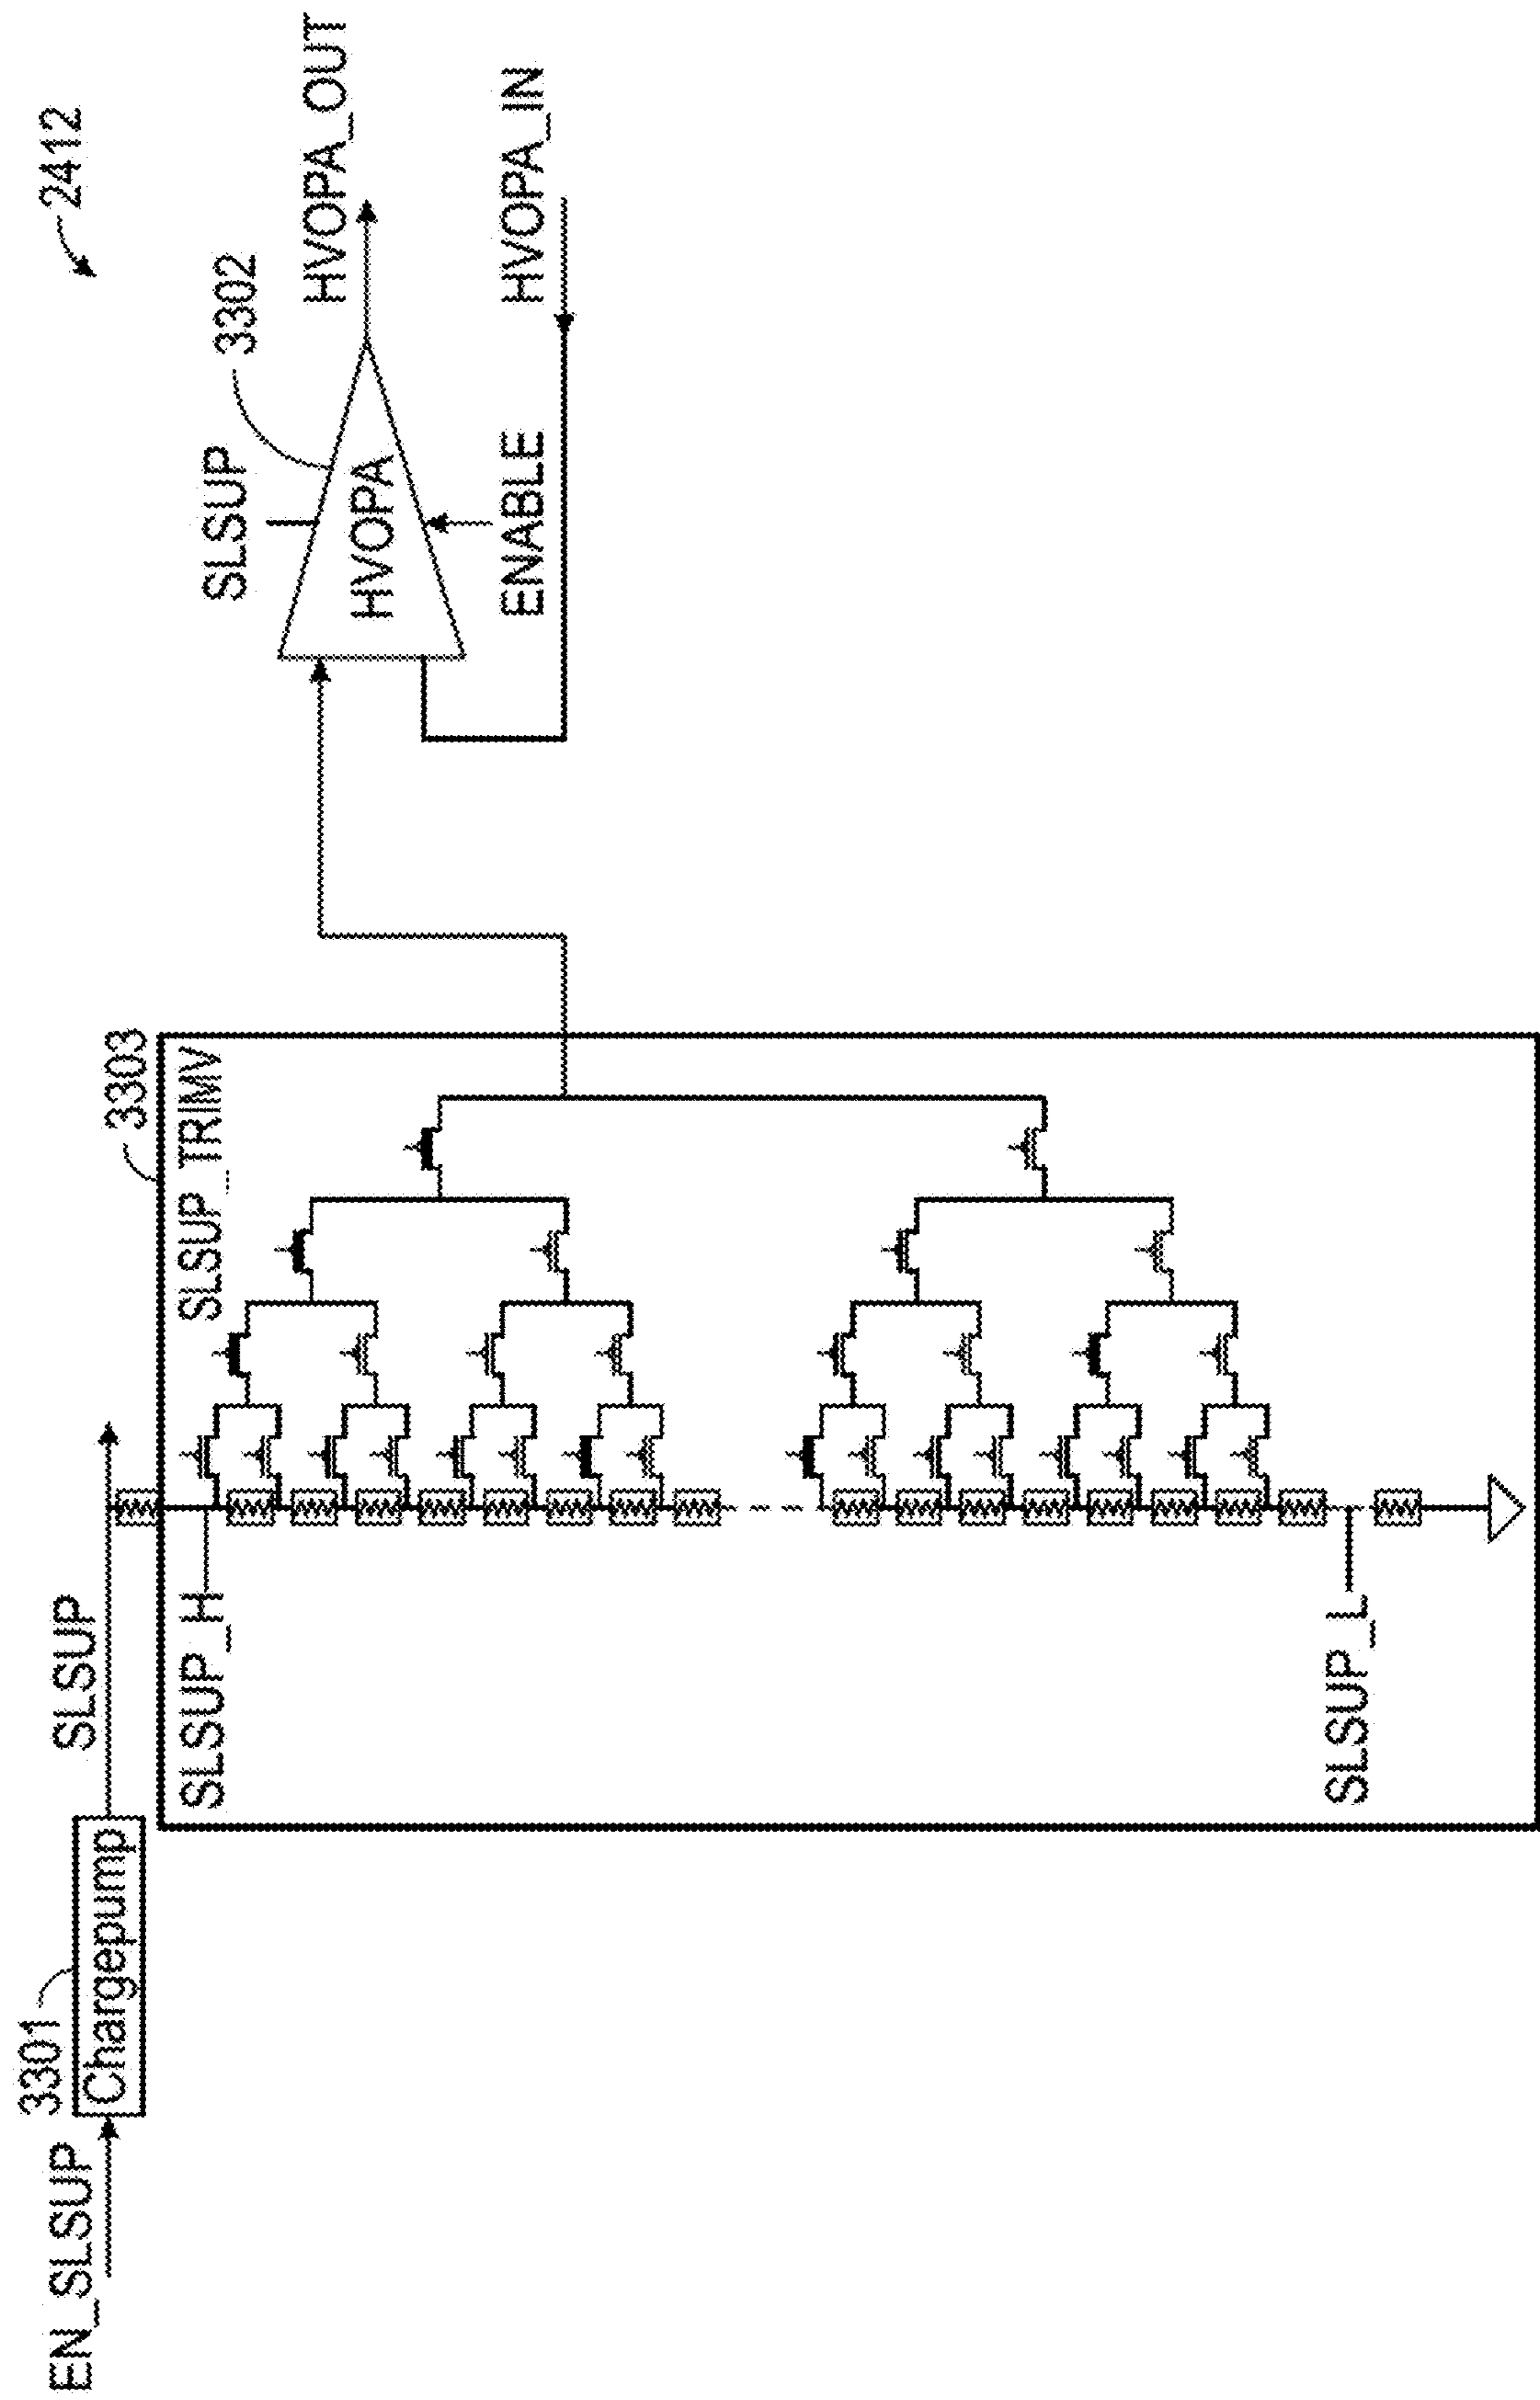 2412
EN_SLSUP
3301
Chargepump
SLSUP
3303
SLSUP_TRIMV
SLSUP_H
SLSUP_L
SLSUP
3302
HVOPA
HVOPA_OUT
ENABLE
HVOPA_IN